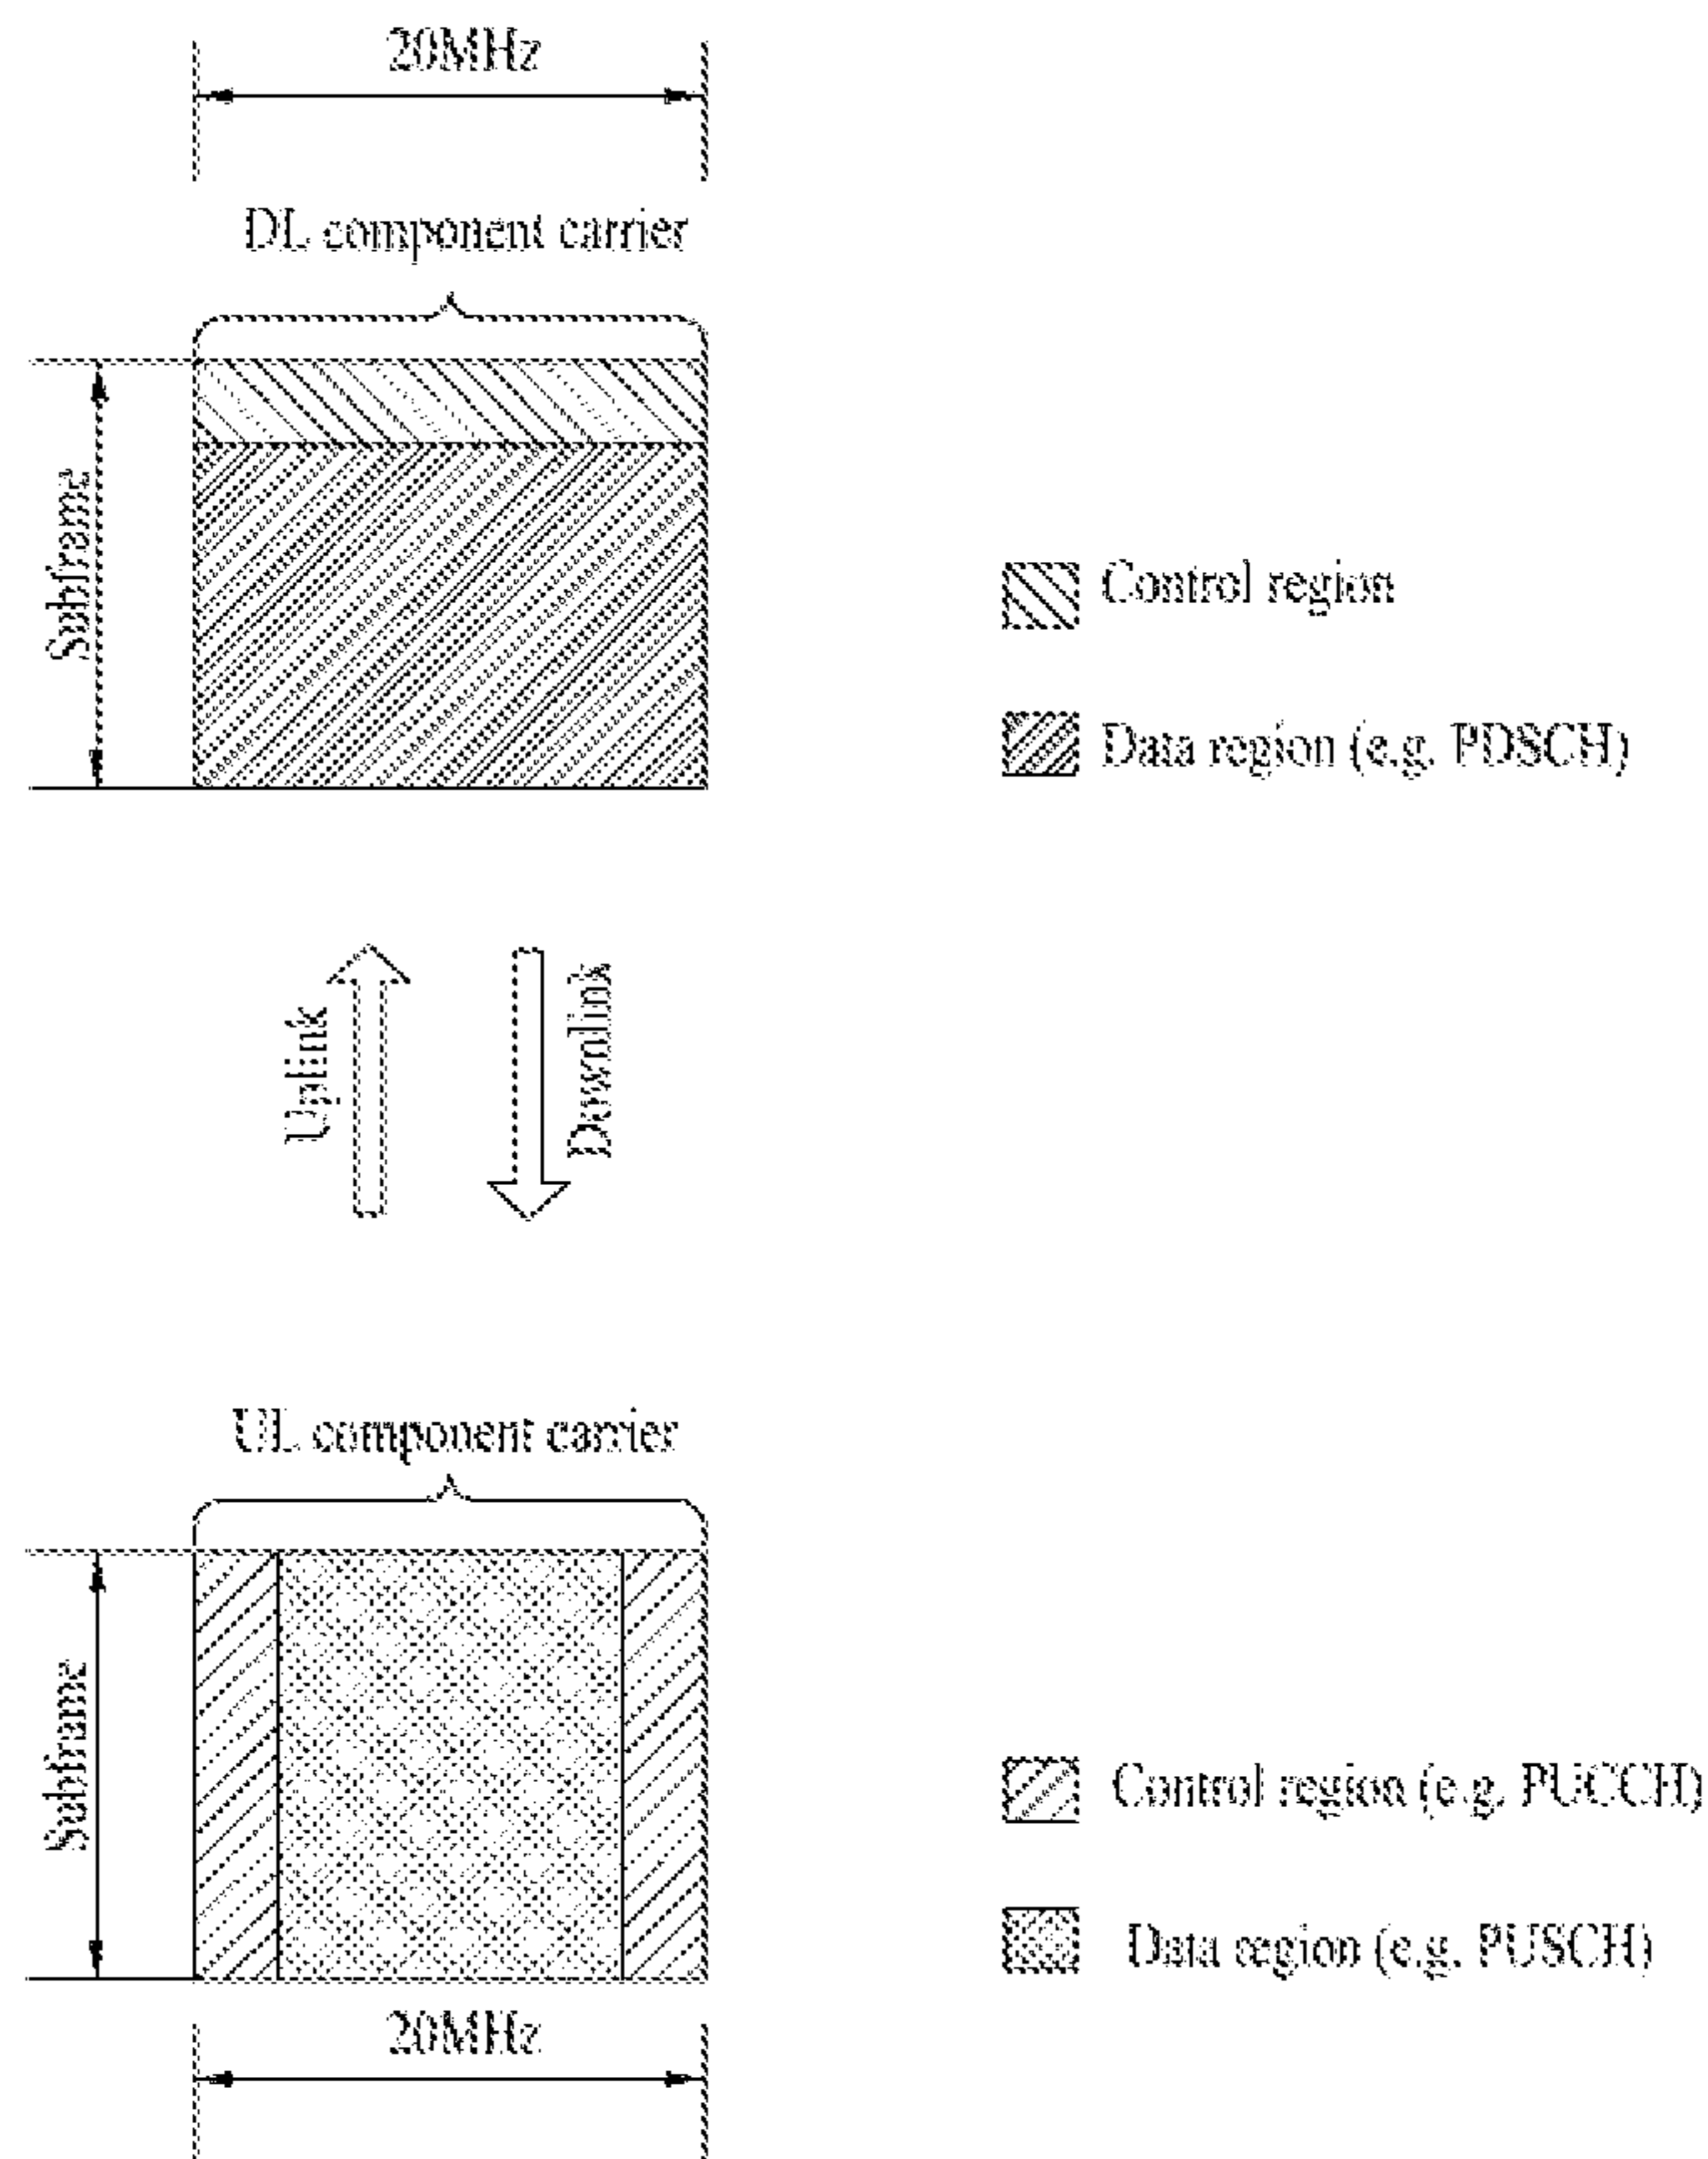 20MHz
DL component carrier
Subframe
Control region
Data region (e.g. PDSCH)
Uplink
Downlink
UL component carrier
Subframe
Control region (e.g. PUCCH)
Data region (e.g. PUSCH)
20MHz